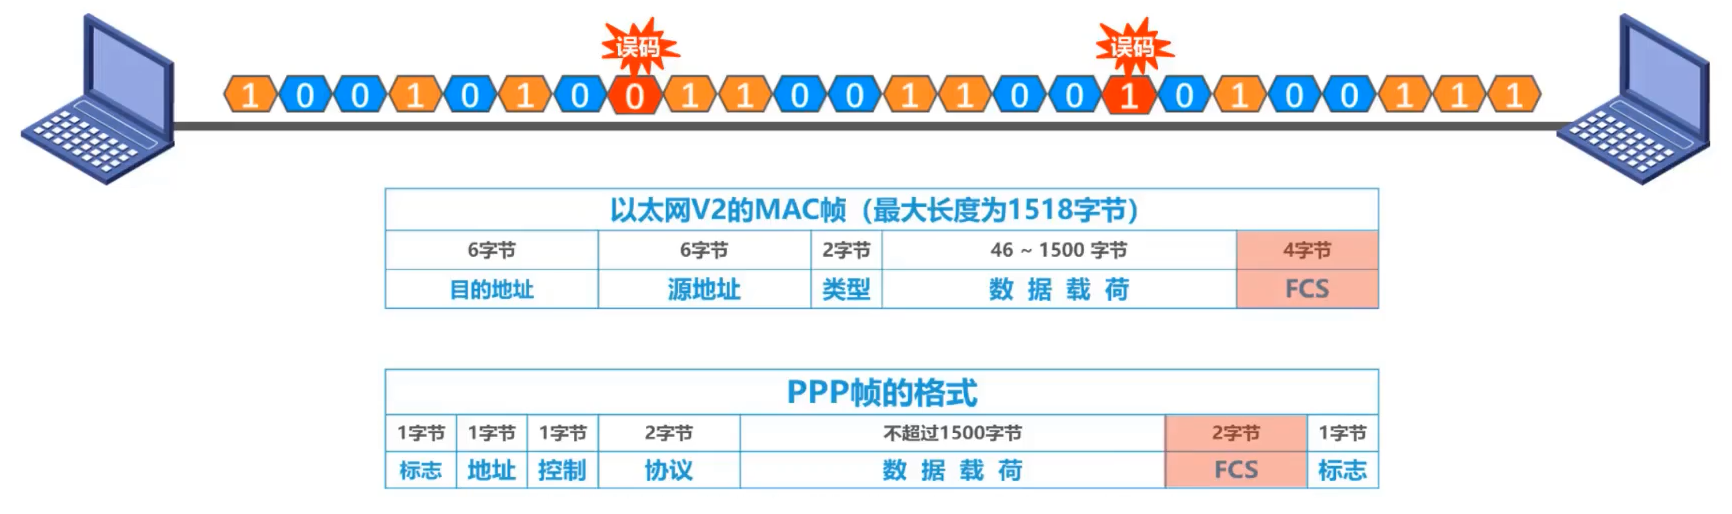 误码 误码
1 0 0 1 0 1 0 0 1 1 0 0 1 1 0 0 1 0 1 0 0 1 1 1
以太网V2的MAC帧（最大长度为1518字节）
6字节 6字节 2字节 46 ~ 1500 字节 4字节
目的地址 源地址 类型 数 据 载 荷 FCS
PPP帧的格式
1字节 1字节 1字节 2字节 不超过1500字节 2字节 1字节
标志 地址 控制 协议 数 据 载 荷 FCS 标志